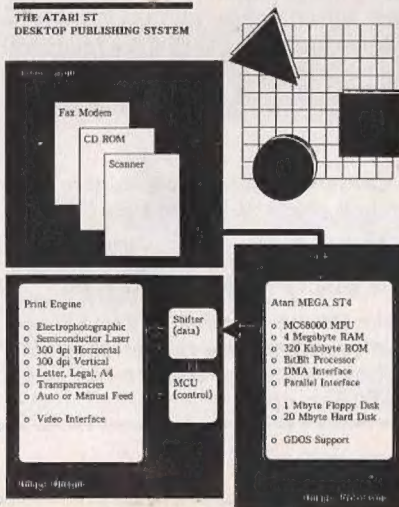 THE ATARI ST
DESKTOP PUBLISHING SYSTEM
Fax Modem
CD ROM
Scanner
Print Engine
o Electrophotographic
o Semiconductor Laser
o 300 dpi Horizontal
o 300 dpi Vertical
o Letter, Legal, A4
o Transparencies
o Auto or Manual Feed
o Video Interface
Shifter
(data)
MCU
(control)
Atari MEGA ST4
o MC68000 MPU
o 4 Megabyte RAM
o 320 Kilobyte ROM
o BitBlt Processor
o DMA Interface
o Parallel Interface
o 1 Mbyte Floppy Disk
o 20 Mbyte Hard Disk
o GDOS Support